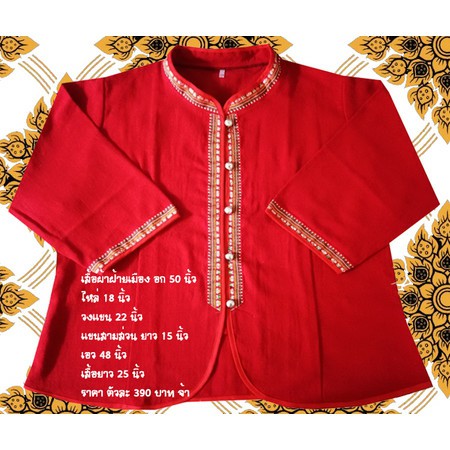 เสื้อผ้าฝ้ายเมือง อก 50 นิ้ว
ไหล่ 18 นิ้ว
วงแขน 22 นิ้ว
แขนสามส่วน ยาว 15 นิ้ว
เอว 48 นิ้ว
เสื้อยาว 25 นิ้ว
ราคา ตัวละ 390 บาท จ้า